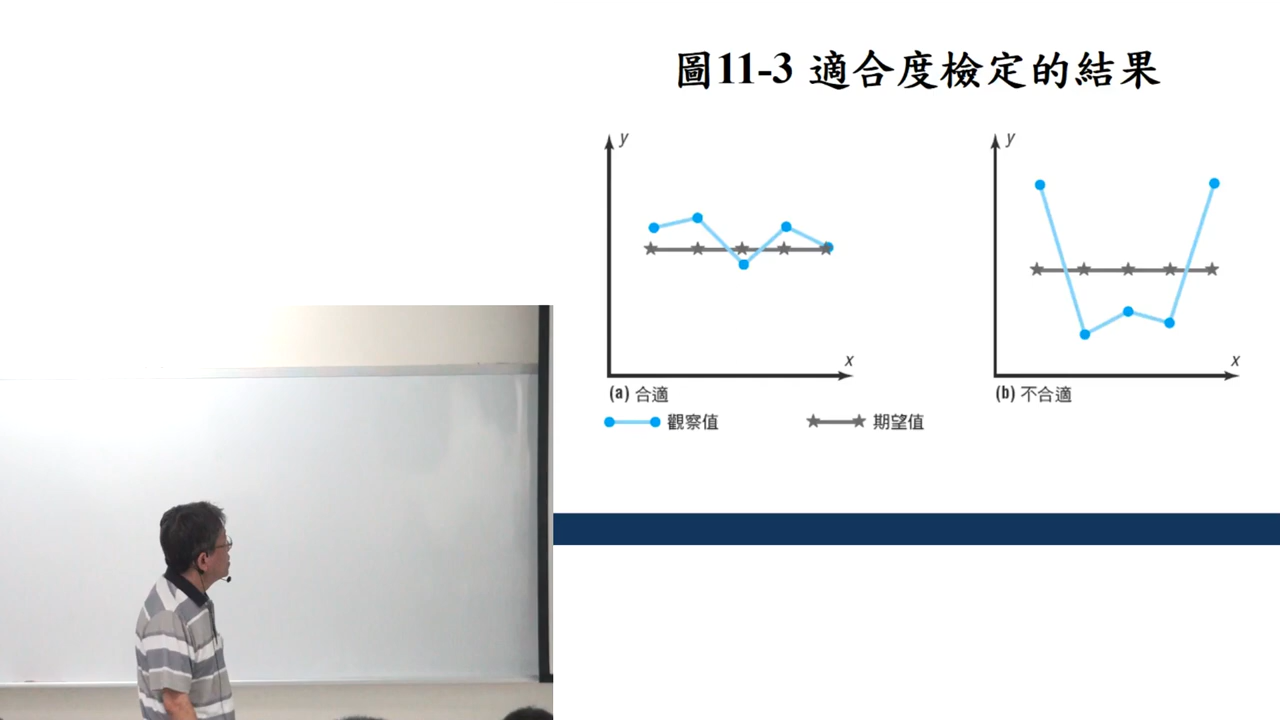 圖11-3 適合度檢定的結果
y
x
(a) 合適
y
x
(b) 不合適
觀察值
期望值